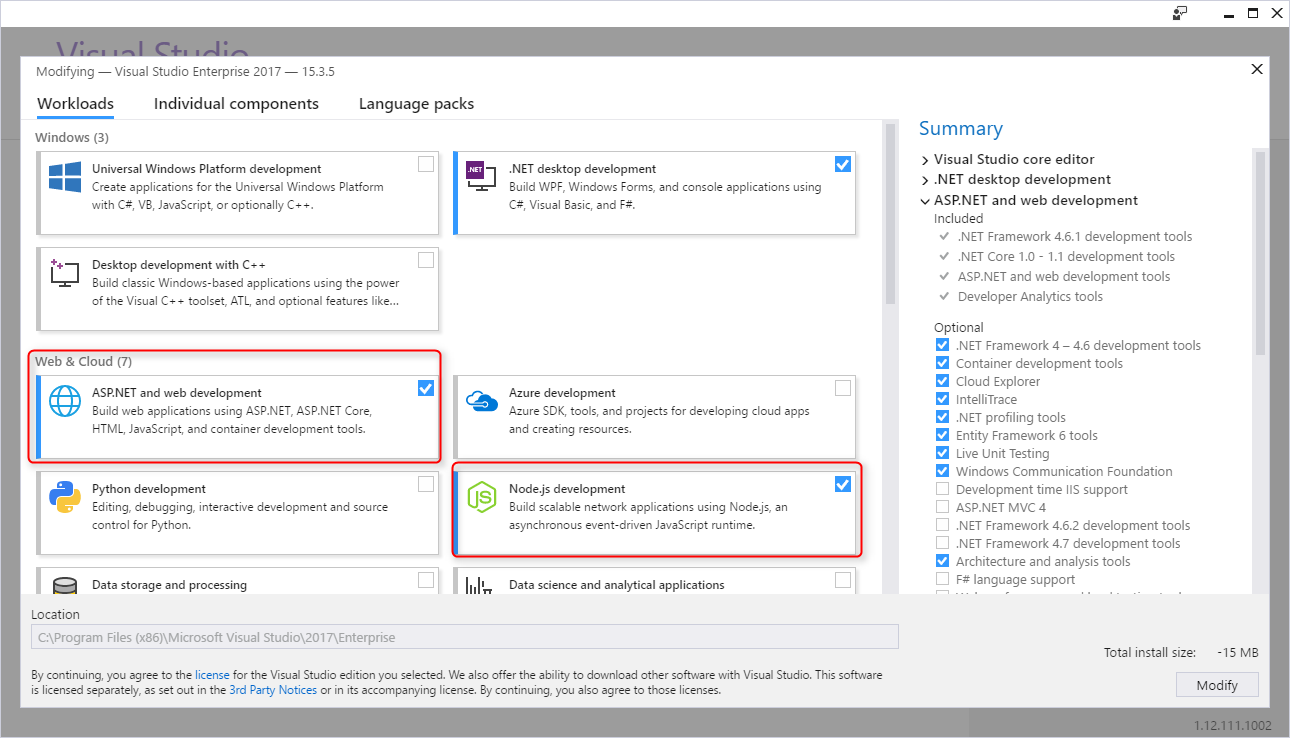 Visual Studio
Modifying — Visual Studio Enterprise 2017 — 15.3.5
Workloads
Individual components
Language packs
Windows (3)
Universal Windows Platform development
Create applications for the Universal Windows Platform
with C#, VB, JavaScript, or optionally C++.
.NET
.NET desktop development
Build WPF, Windows Forms, and console applications using
C#, Visual Basic, and F#.
Desktop development with C++
Build classic Windows-based applications using the power
of the Visual C++ toolset, ATL, and optional features like...
Web & Cloud (7)
ASP.NET and web development
Build web applications using ASP.NET, ASP.NET Core,
HTML, JavaScript, and container development tools.
Azure development
Azure SDK, tools, and projects for developing cloud apps
and creating resources.
Python development
Editing, debugging, interactive development and source
control for Python.
JS
Node.js development
Build scalable network applications using Node.js, an
asynchronous event-driven JavaScript runtime.
Data storage and processing
Data science and analytical applications
Summary
Visual Studio core editor
.NET desktop development
ASP.NET and web development
Included
.NET Framework 4.6.1 development tools
.NET Core 1.0 - 1.1 development tools
ASP.NET and web development tools
Developer Analytics tools
Optional
.NET Framework 4 – 4.6 development tools
Container development tools
Cloud Explorer
IntelliTrace
.NET profiling tools
Entity Framework 6 tools
Live Unit Testing
Windows Communication Foundation
Development time IIS support
ASP.NET MVC 4
.NET Framework 4.6.2 development tools
.NET Framework 4.7 development tools
Architecture and analysis tools
F# language support
Location
C:\Program Files (x86)\Microsoft Visual Studio\2017\Enterprise
By continuing, you agree to the license for the Visual Studio edition you selected. We also offer the ability to download other software with Visual Studio. This software
is licensed separately, as set out in the 3rd Party Notices or in its accompanying license. By continuing, you also agree to those licenses.
Total install size: -15 MB
Modify
1.12.111.1002